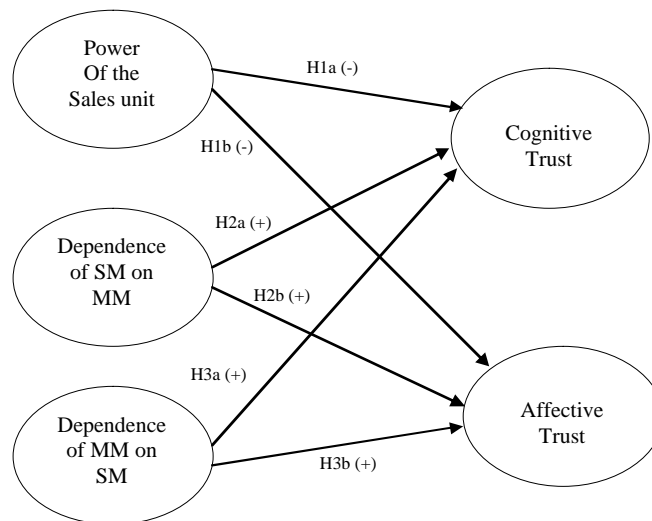 Power
Of the
Sales unit
H1a (-)
Cognitive
Trust
H1b (-)
H2a (+)
Dependence
of SM on
MM
H2b (+)
H3a (+)
Affective
Trust
Dependence
of MM on
SM
H3b (+)